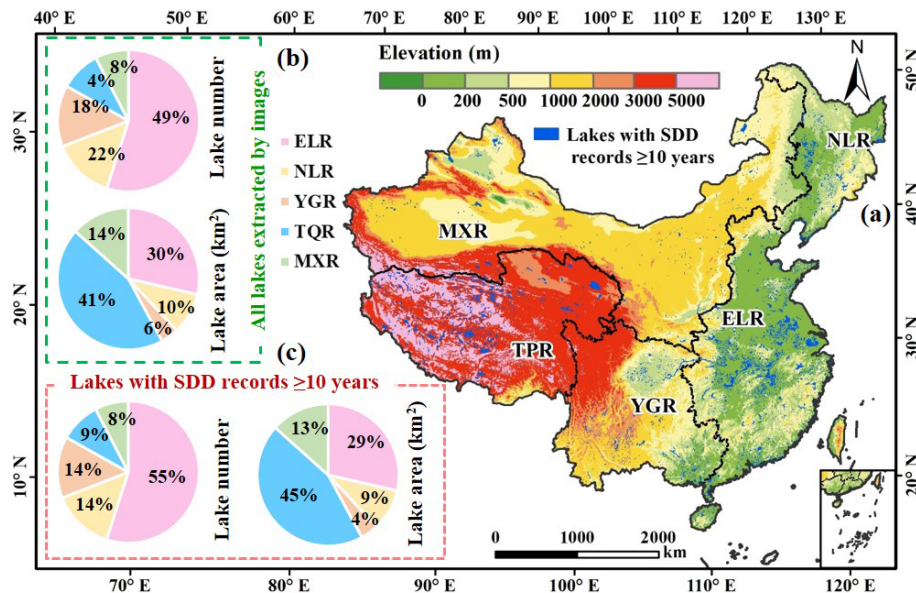 40° E
50° E
60° E
70° E
80° E
90° E
100° E
110° E
120° E
130° E
30° N
20° N
10° N
50° N
40° N
30° N
20° N
70° E
80° E
90° E
100° E
110° E
120° E
(b)
8%
4%
18%
22%
49%
Lake number
14%
30%
41%
10%
6%
Lake area (km²)
All lakes extracted by images
ELR
NLR
YGR
TQR
MXR
(c)
Lakes with SDD records ≥10 years
8%
9%
14%
14%
55%
Lake number
13%
29%
45%
9%
4%
Lake area (km²)
Elevation (m)
0 200 500 1000 2000 3000 5000
Lakes with SDD
records ≥10 years
N
(a)
NLR
MXR
ELR
TPR
YGR
0 1000 2000
km